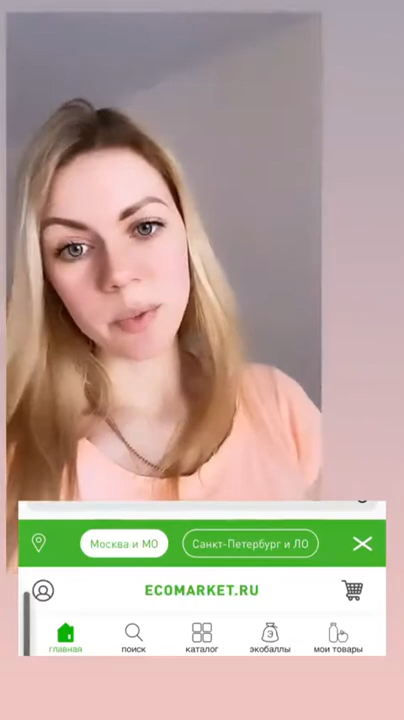 Москва и МО
Санкт-Петербург и ЛО
ECOMARKET.RU
главная
поиск
каталог
экобаллы
мои товары